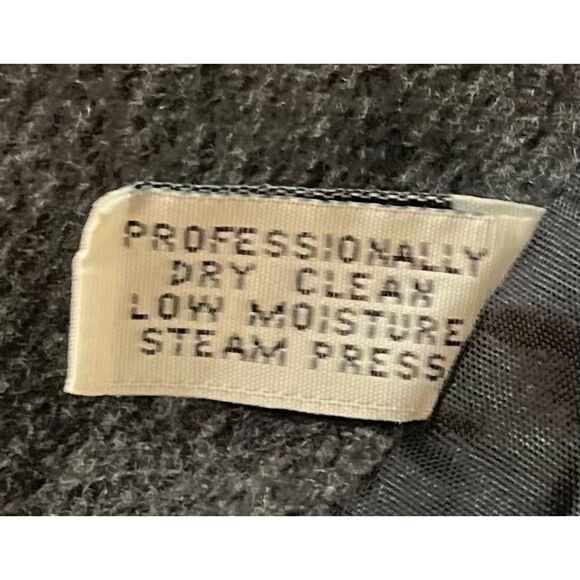 PROFESSIONALLY
DRY CLEAN
LOW MOISTURE
STEAM PRESS